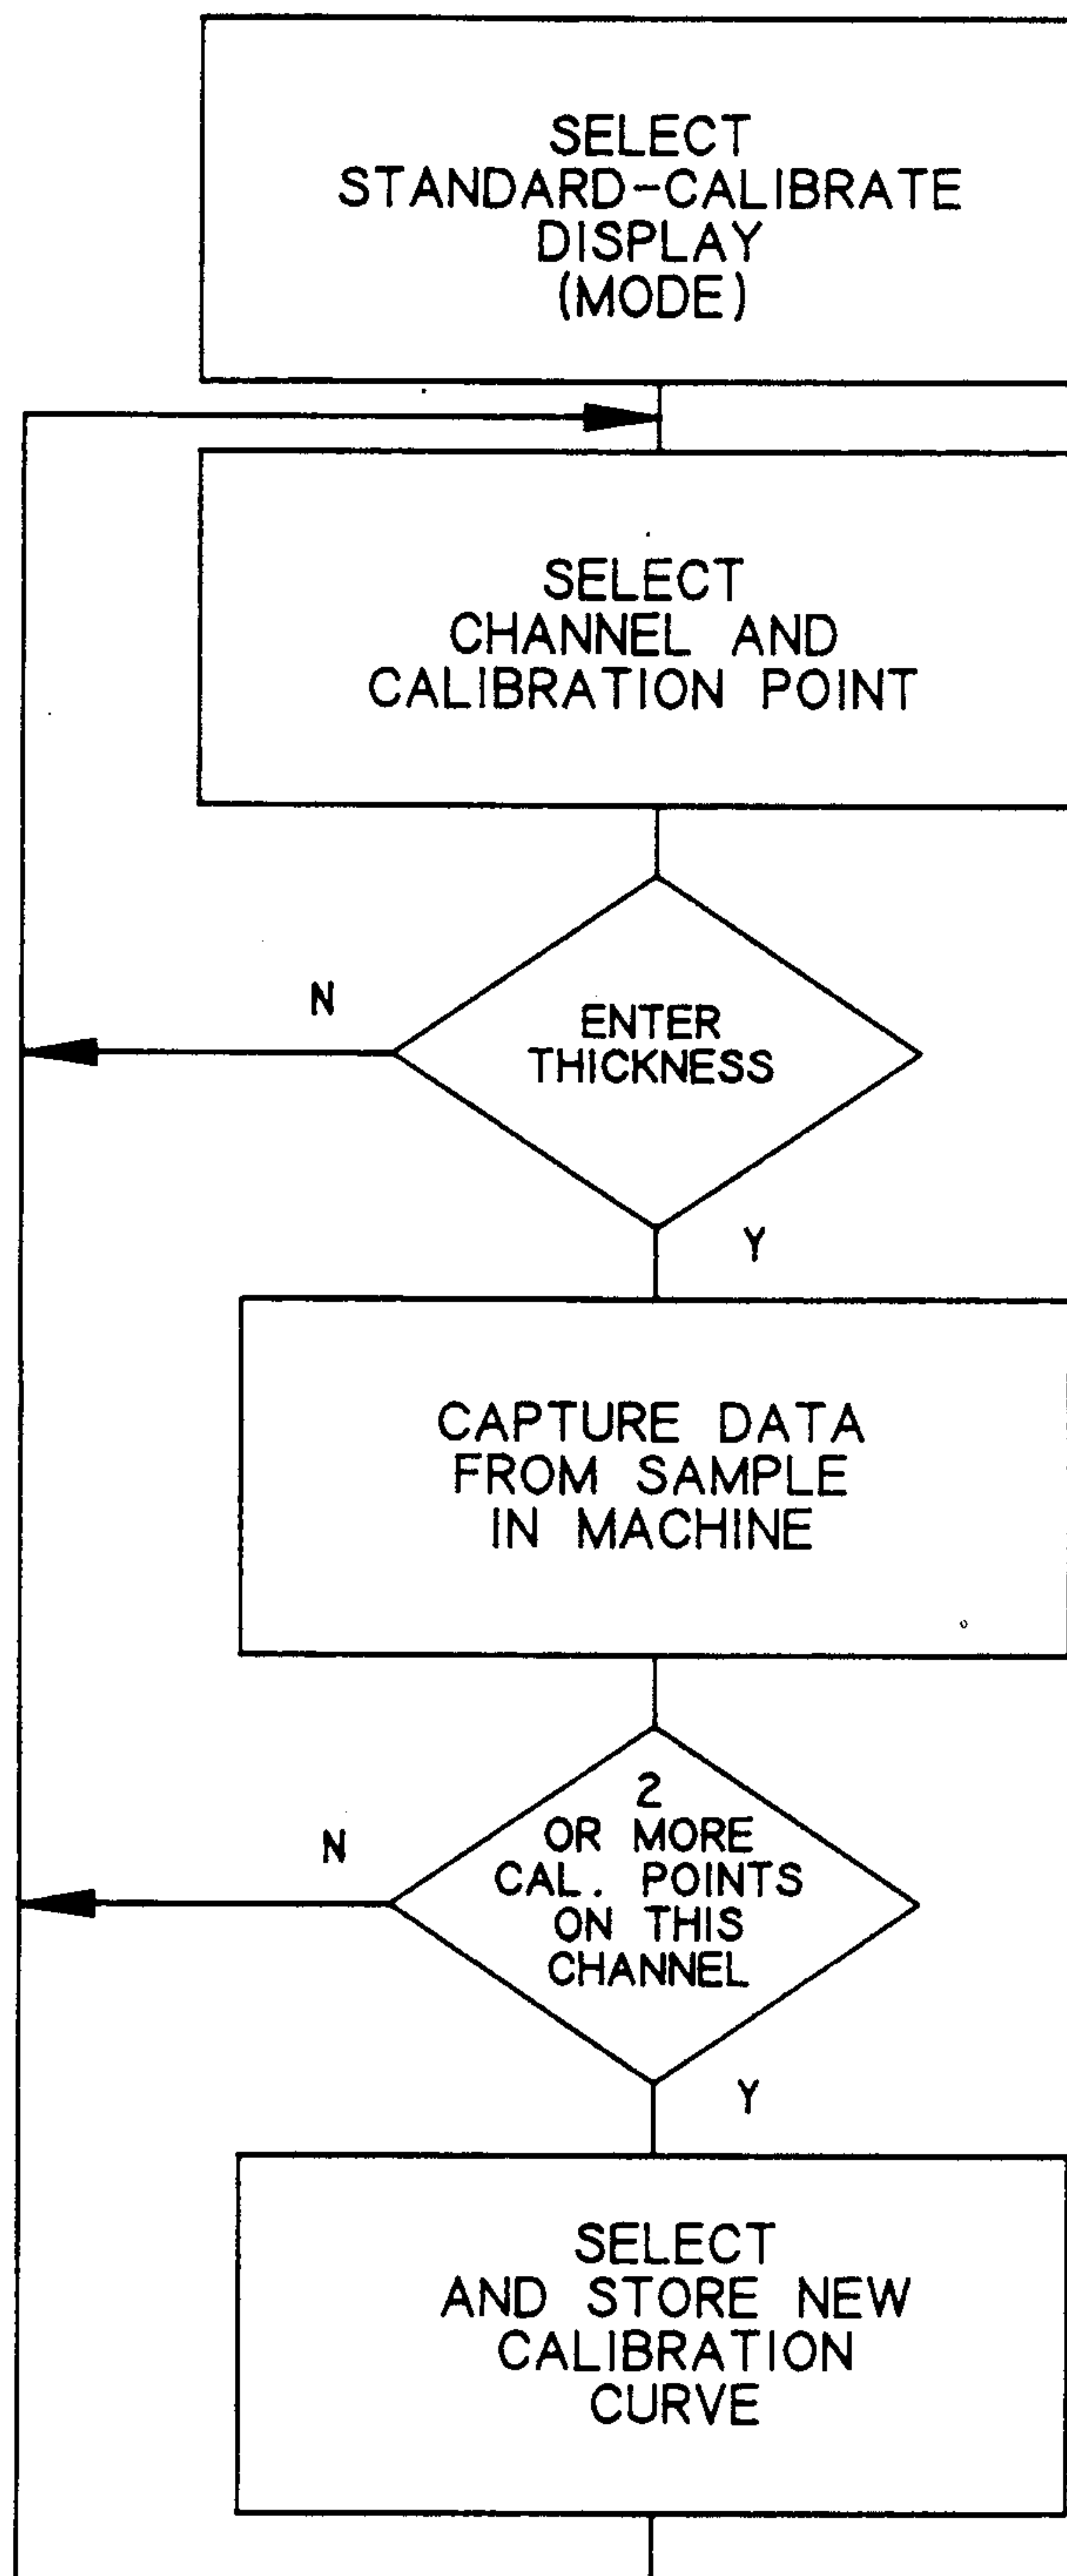 SELECT
STANDARD-CALIBRATE
DISPLAY
(MODE)
SELECT
CHANNEL AND
CALIBRATION POINT
N
ENTER
THICKNESS
Y
CAPTURE DATA
FROM SAMPLE
IN MACHINE
2
OR MORE
N
CAL. POINTS
ON THIS
CHANNEL
Y
SELECT
AND STORE NEW
CALIBRATION
CURVE